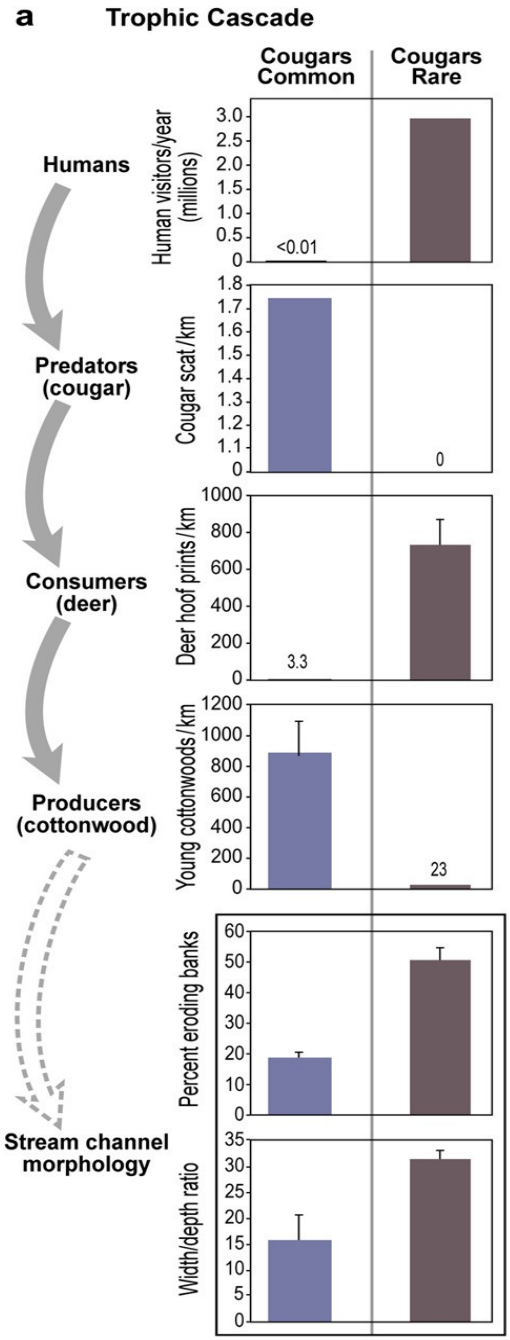 a Trophic Cascade
Cougars
Common
Cougars
Rare
Humans
Human visitors/year
(millions)
3.0
2.5
2.0
1.5
1.0
0.5
0
<0.01
Predators
(cougar)
Cougar scat/km
1.8
1.7
1.6
1.5
1.4
1.3
1.2
1.1
0
0
Consumers
(deer)
Deer hoof prints/km
1000
800
600
400
200
0
3.3
Producers
(cottonwood)
Young cottonwoods/km
1200
1000
800
600
400
200
0
23
Percent eroding banks
60
50
40
30
20
10
0
Stream channel
morphology
Width/depth ratio
35
30
25
20
15
10
5
0